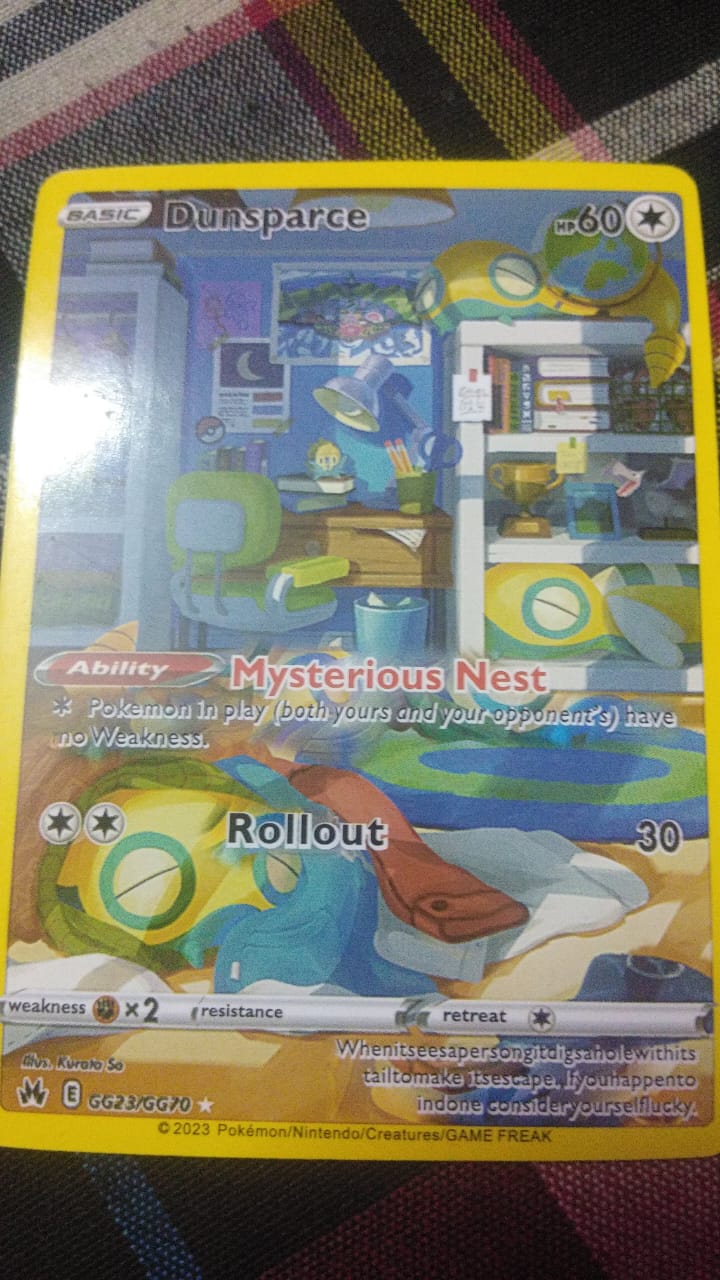 BASIC Dunsparce HP60
Ability Mysterious Nest
Pokemon in play (both yours and your opponent's) have
no Weakness.
Rollout 30
weakness ×2 resistance retreat
Whenitseesapersongitdigsaholewithits
tailtomake itsescape. Ifyouhappento
indone consideryourselflucky.
Illus. Kurata So
E GG23/GG70
©2023 Pokémon/Nintendo/Creatures/GAME FREAK